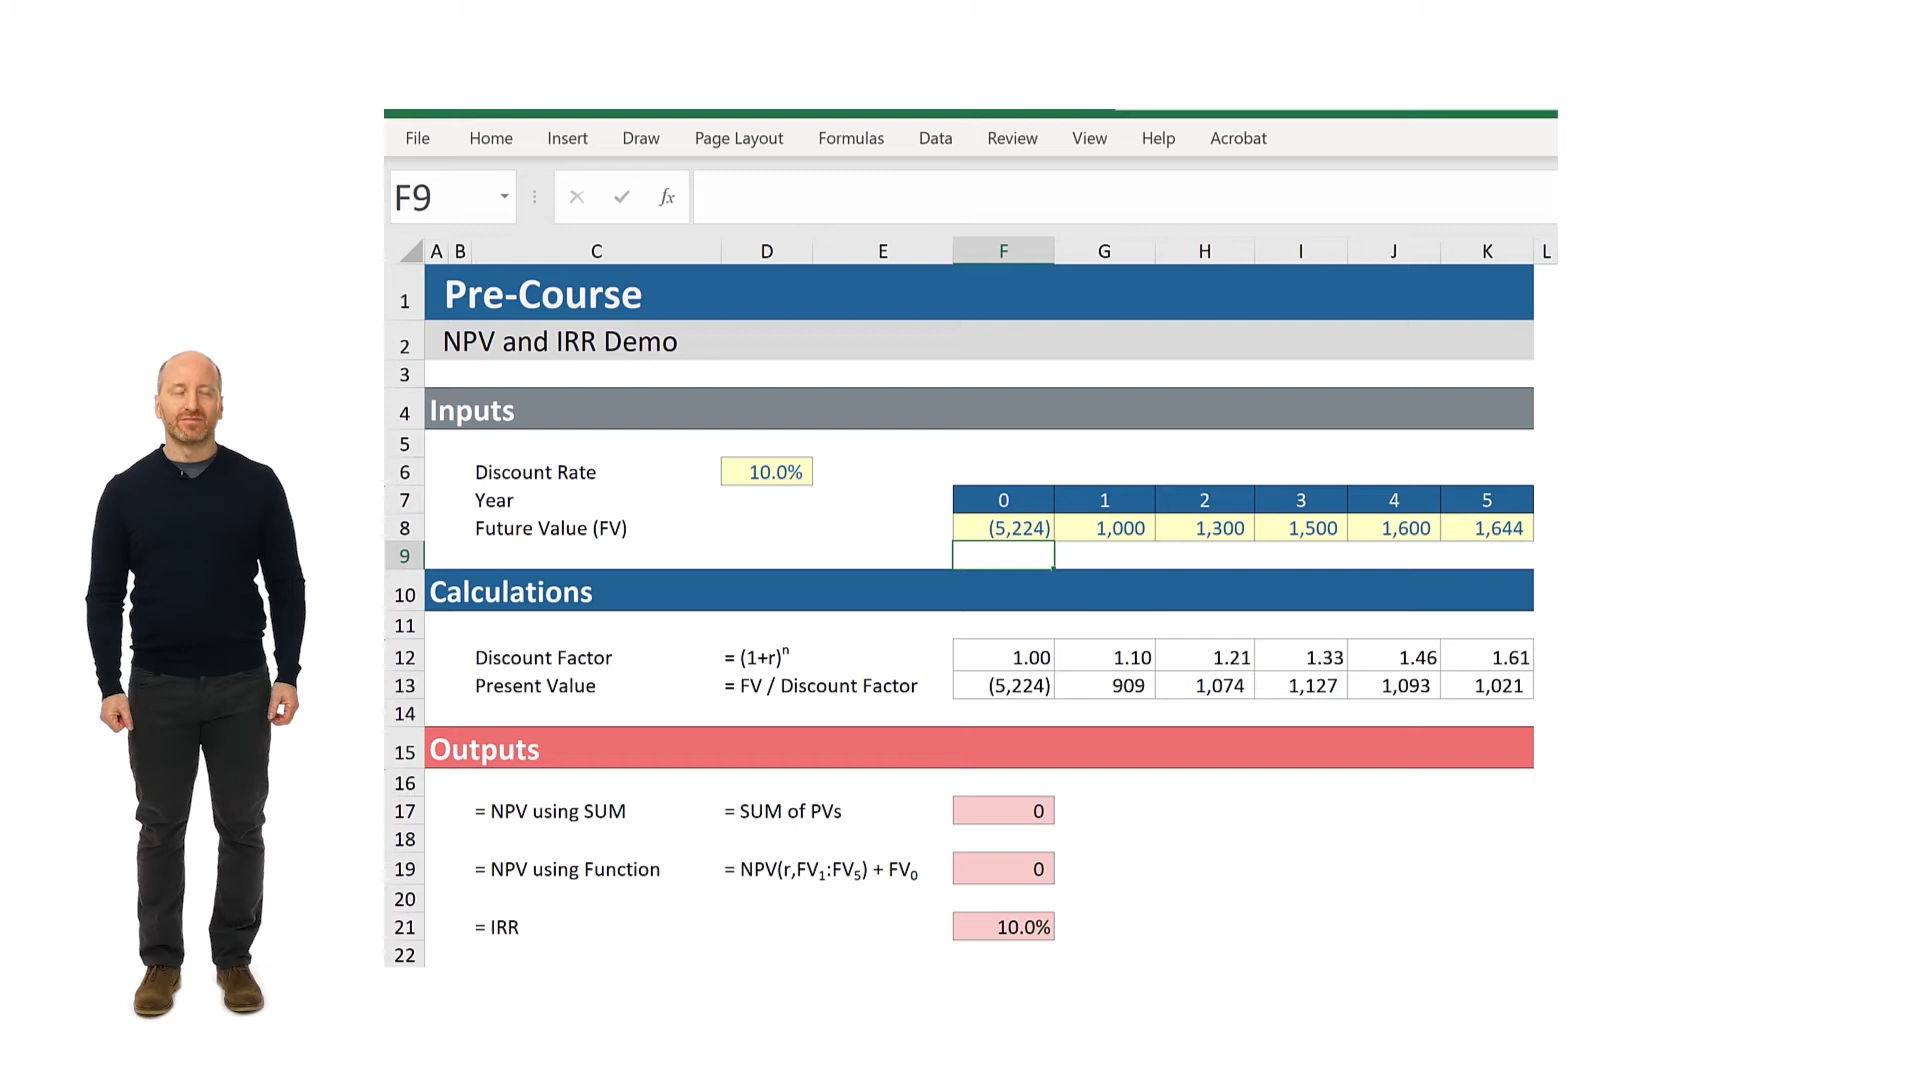 File Home Insert Draw Page Layout Formulas Data Review View Help Acrobat
F9 fx
A B C D E F G H I J K L
1 Pre-Course
2 NPV and IRR Demo
3
4 Inputs
5
6 Discount Rate 10.0%
7 Year 0 1 2 3 4 5
8 Future Value (FV) (5,224) 1,000 1,300 1,500 1,600 1,644
9
10 Calculations
11
12 Discount Factor = (1+r)ⁿ 1.00 1.10 1.21 1.33 1.46 1.61
13 Present Value = FV / Discount Factor (5,224) 909 1,074 1,127 1,093 1,021
14
15 Outputs
16
17 = NPV using SUM = SUM of PVs 0
18
19 = NPV using Function = NPV(r,FV₁:FV₅) + FV₀ 0
20
21 = IRR 10.0%
22